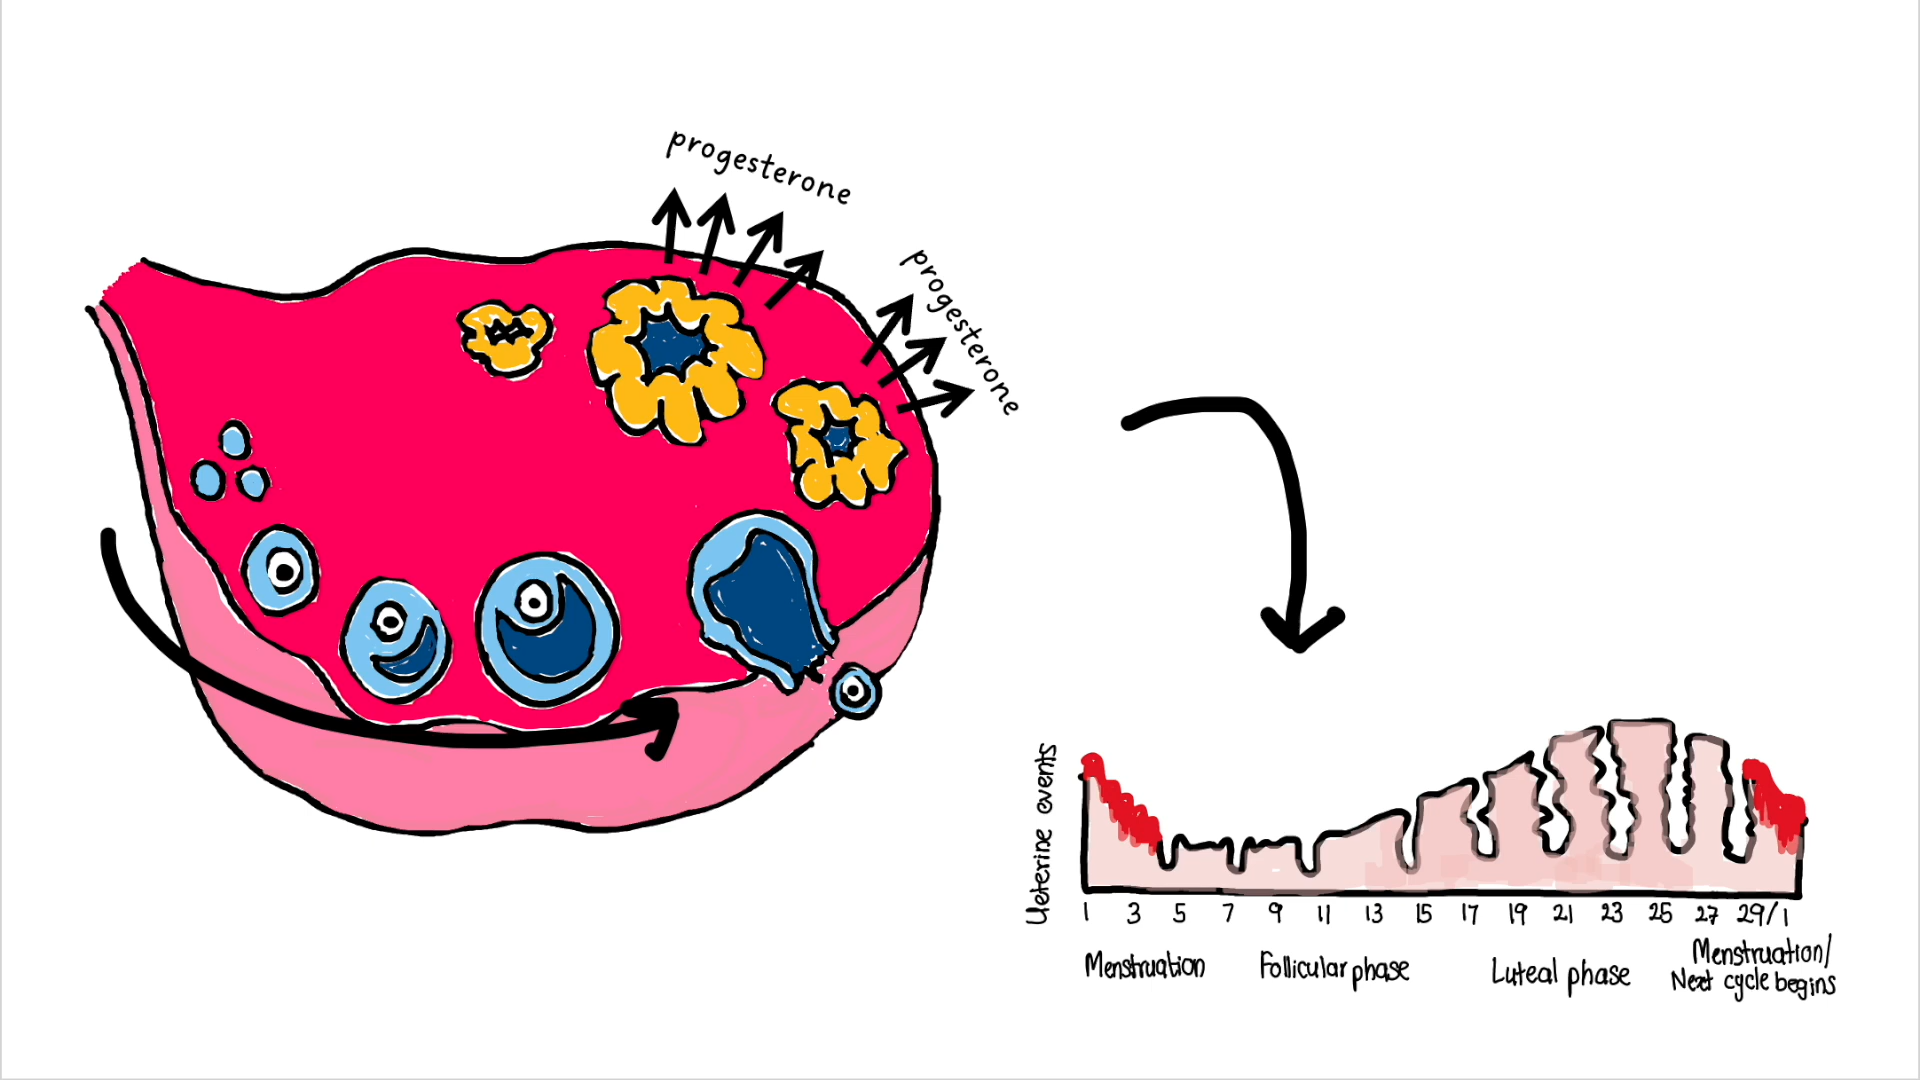 progesterone
progesterone
Ueterine events
1 3 5 7 9 11 13 15 17 19 21 23 25 27 29/1
Menstruation
Follicular phase
Luteal phase
Menstruation/
Next cycle begins